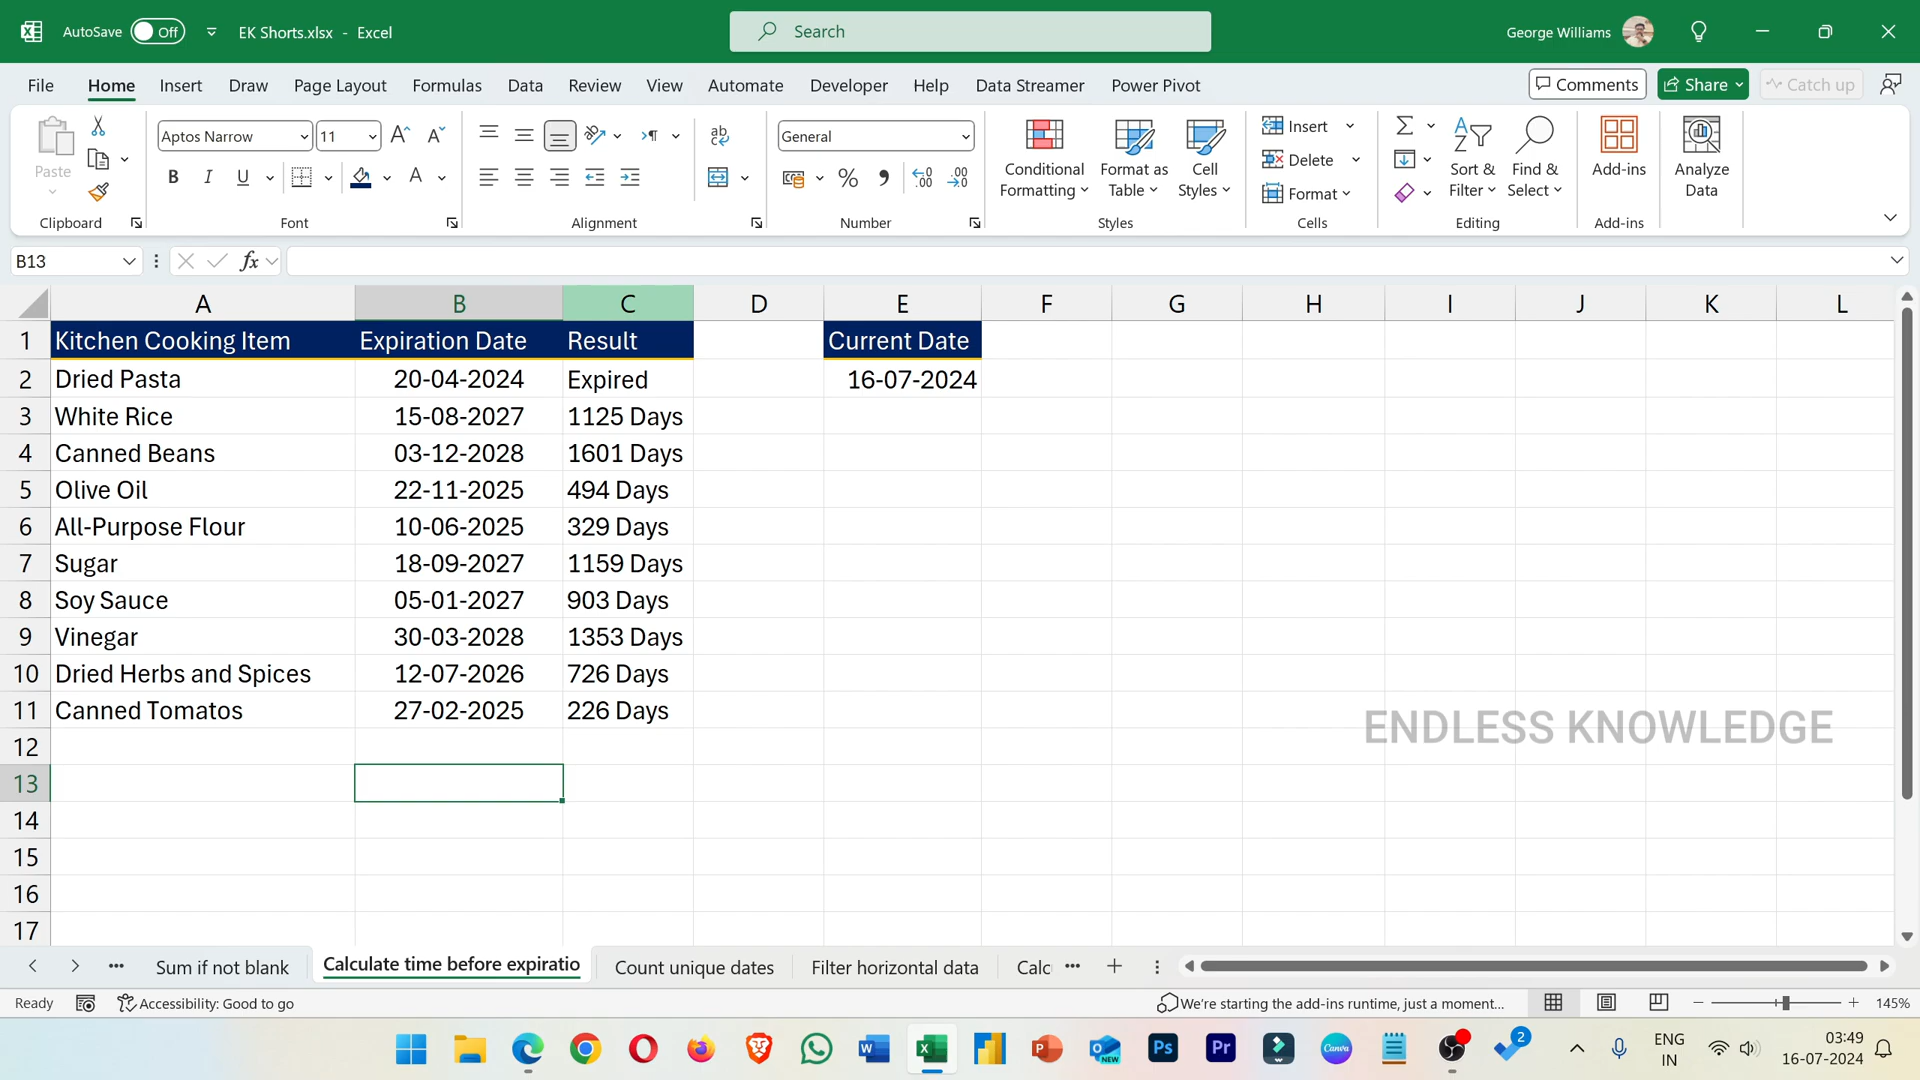 AutoSave Off EK Shorts.xlsx - Excel Search George Williams
File Home Insert Draw Page Layout Formulas Data Review View Automate Developer Help Data Streamer Power Pivot Comments Share Catch up
Paste Aptos Narrow 11 General Conditional Formatting Format as Table Cell Styles Insert Delete Format Sort & Filter Find & Select Add-ins Analyze Data
Clipboard Font Alignment Number Styles Cells Editing Add-ins
B13 fx
A B C D E F G H I J K L
1 Kitchen Cooking Item Expiration Date Result Current Date
2 Dried Pasta 20-04-2024 Expired 16-07-2024
3 White Rice 15-08-2027 1125 Days
4 Canned Beans 03-12-2028 1601 Days
5 Olive Oil 22-11-2025 494 Days
6 All-Purpose Flour 10-06-2025 329 Days
7 Sugar 18-09-2027 1159 Days
8 Soy Sauce 05-01-2027 903 Days
9 Vinegar 30-03-2028 1353 Days
10 Dried Herbs and Spices 12-07-2026 726 Days
11 Canned Tomatos 27-02-2025 226 Days
ENDLESS KNOWLEDGE
12
13
14
15
16
17
Sum if not blank Calculate time before expiratio Count unique dates Filter horizontal data Calc
Ready Accessibility: Good to go We're starting the add-ins runtime, just a moment... 145%
2 ENG 03:49
IN 16-07-2024